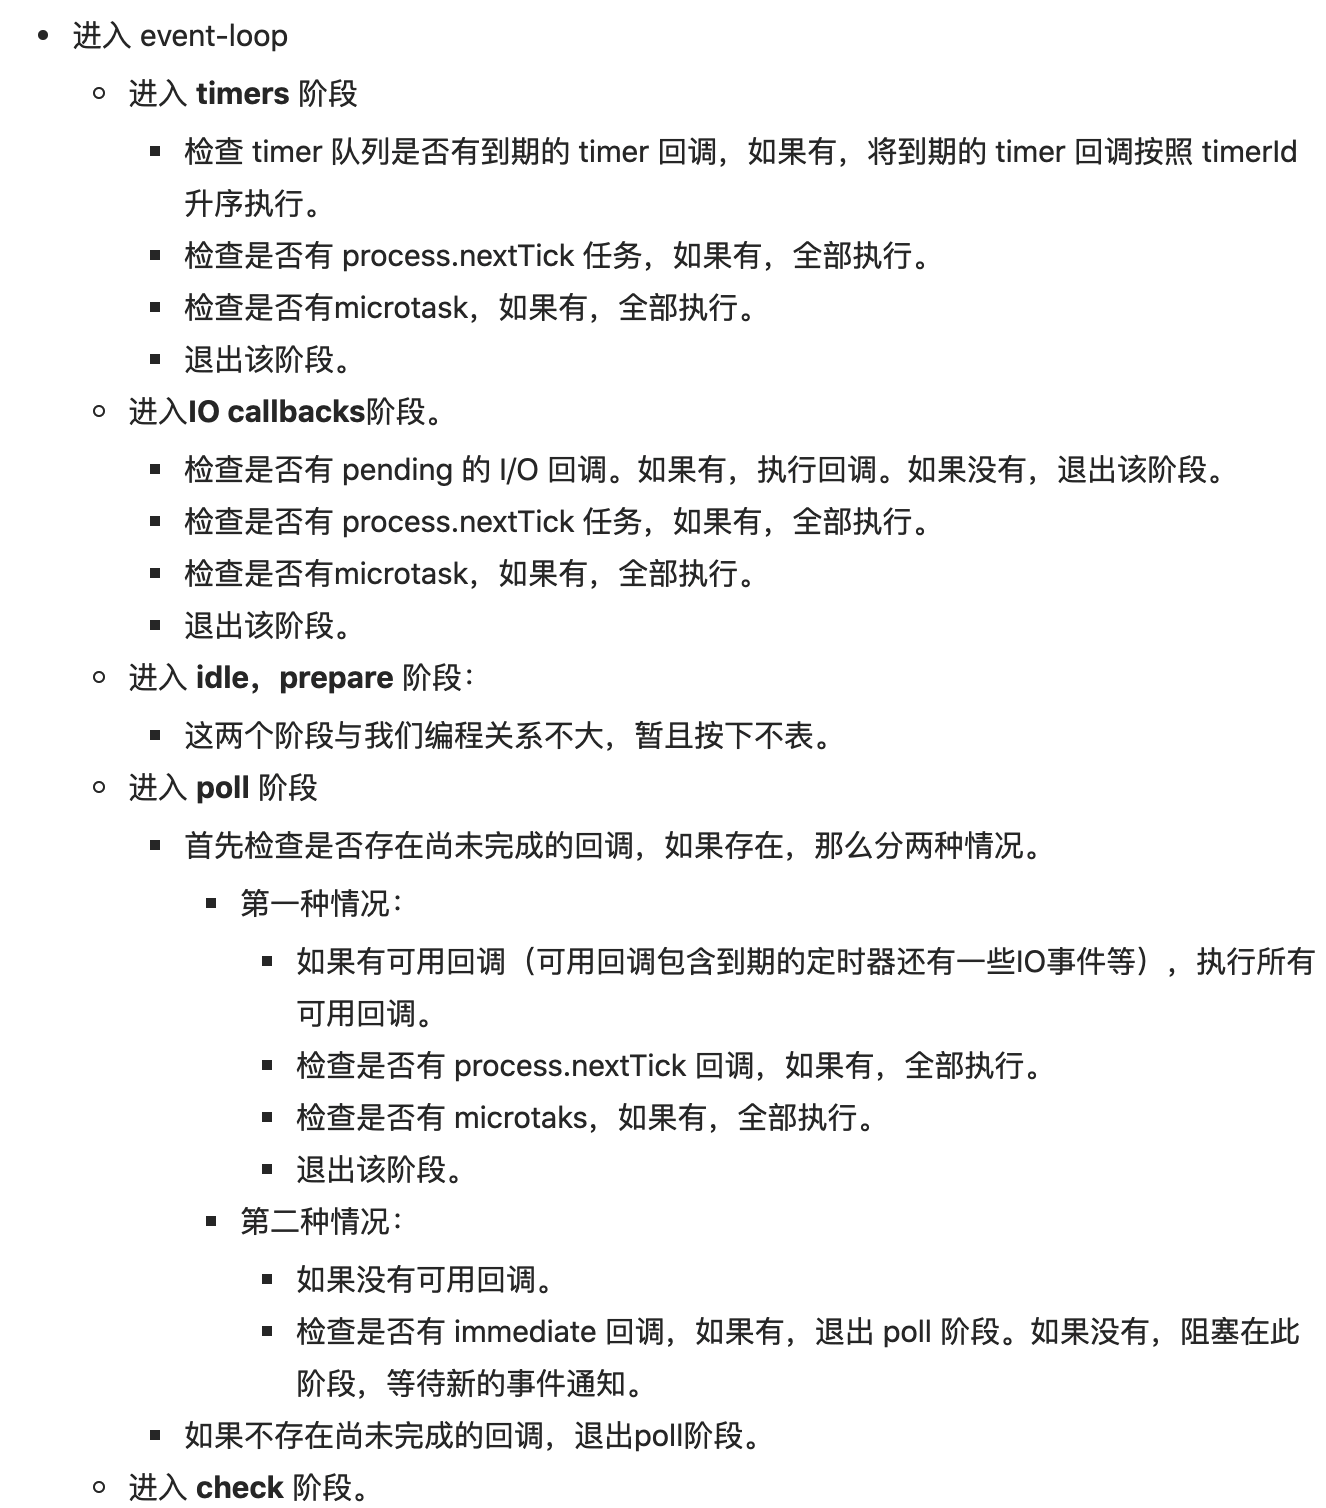 进入 event-loop
进入 timers 阶段
检查 timer 队列是否有到期的 timer 回调，如果有，将到期的 timer 回调按照 timerId
升序执行。
检查是否有 process.nextTick 任务，如果有，全部执行。
检查是否有microtask，如果有，全部执行。
退出该阶段。
进入IO callbacks阶段。
检查是否有 pending 的 I/O 回调。如果有，执行回调。如果没有，退出该阶段。
检查是否有 process.nextTick 任务，如果有，全部执行。
检查是否有microtask，如果有，全部执行。
退出该阶段。
进入 idle，prepare 阶段：
这两个阶段与我们编程关系不大，暂且按下不表。
进入 poll 阶段
首先检查是否存在尚未完成的回调，如果存在，那么分两种情况。
第一种情况：
如果有可用回调（可用回调包含到期的定时器还有一些IO事件等），执行所有
可用回调。
检查是否有 process.nextTick 回调，如果有，全部执行。
检查是否有 microtaks，如果有，全部执行。
退出该阶段。
第二种情况：
如果没有可用回调。
检查是否有 immediate 回调，如果有，退出 poll 阶段。如果没有，阻塞在此
阶段，等待新的事件通知。
如果不存在尚未完成的回调，退出poll阶段。
进入 check 阶段。